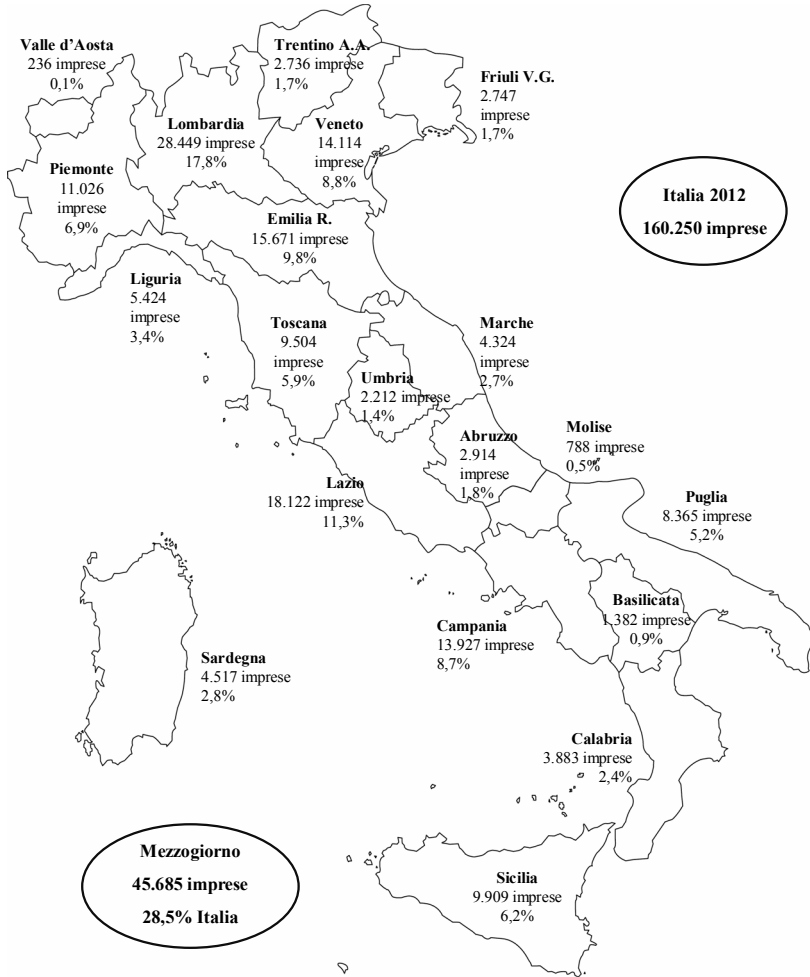 Valle d'Aosta
236 imprese
0,1%
Trentino A.A.
2.736 imprese
1,7%
Friuli V.G.
2.747
imprese
1,7%
Lombardia
28.449 imprese
17,8%
Veneto
14.114
imprese
8,8%
Piemonte
11.026
imprese
6,9%
Italia 2012
160.250 imprese
Emilia R.
15.671 imprese
9,8%
Liguria
5.424
imprese
3,4%
Toscana
9.504
imprese
5,9%
Marche
4.324
imprese
2,7%
Umbria
2.212 imprese
1,4%
Abruzzo
2.914
imprese
1,8%
Molise
788 imprese
0,5%
Lazio
18.122 imprese
11,3%
Puglia
8.365 imprese
5,2%
Basilicata
1.382 imprese
0,9%
Campania
13.927 imprese
8,7%
Sardegna
4.517 imprese
2,8%
Calabria
3.883 imprese
2,4%
Mezzogiorno
45.685 imprese
28,5% Italia
Sicilia
9.909 imprese
6,2%